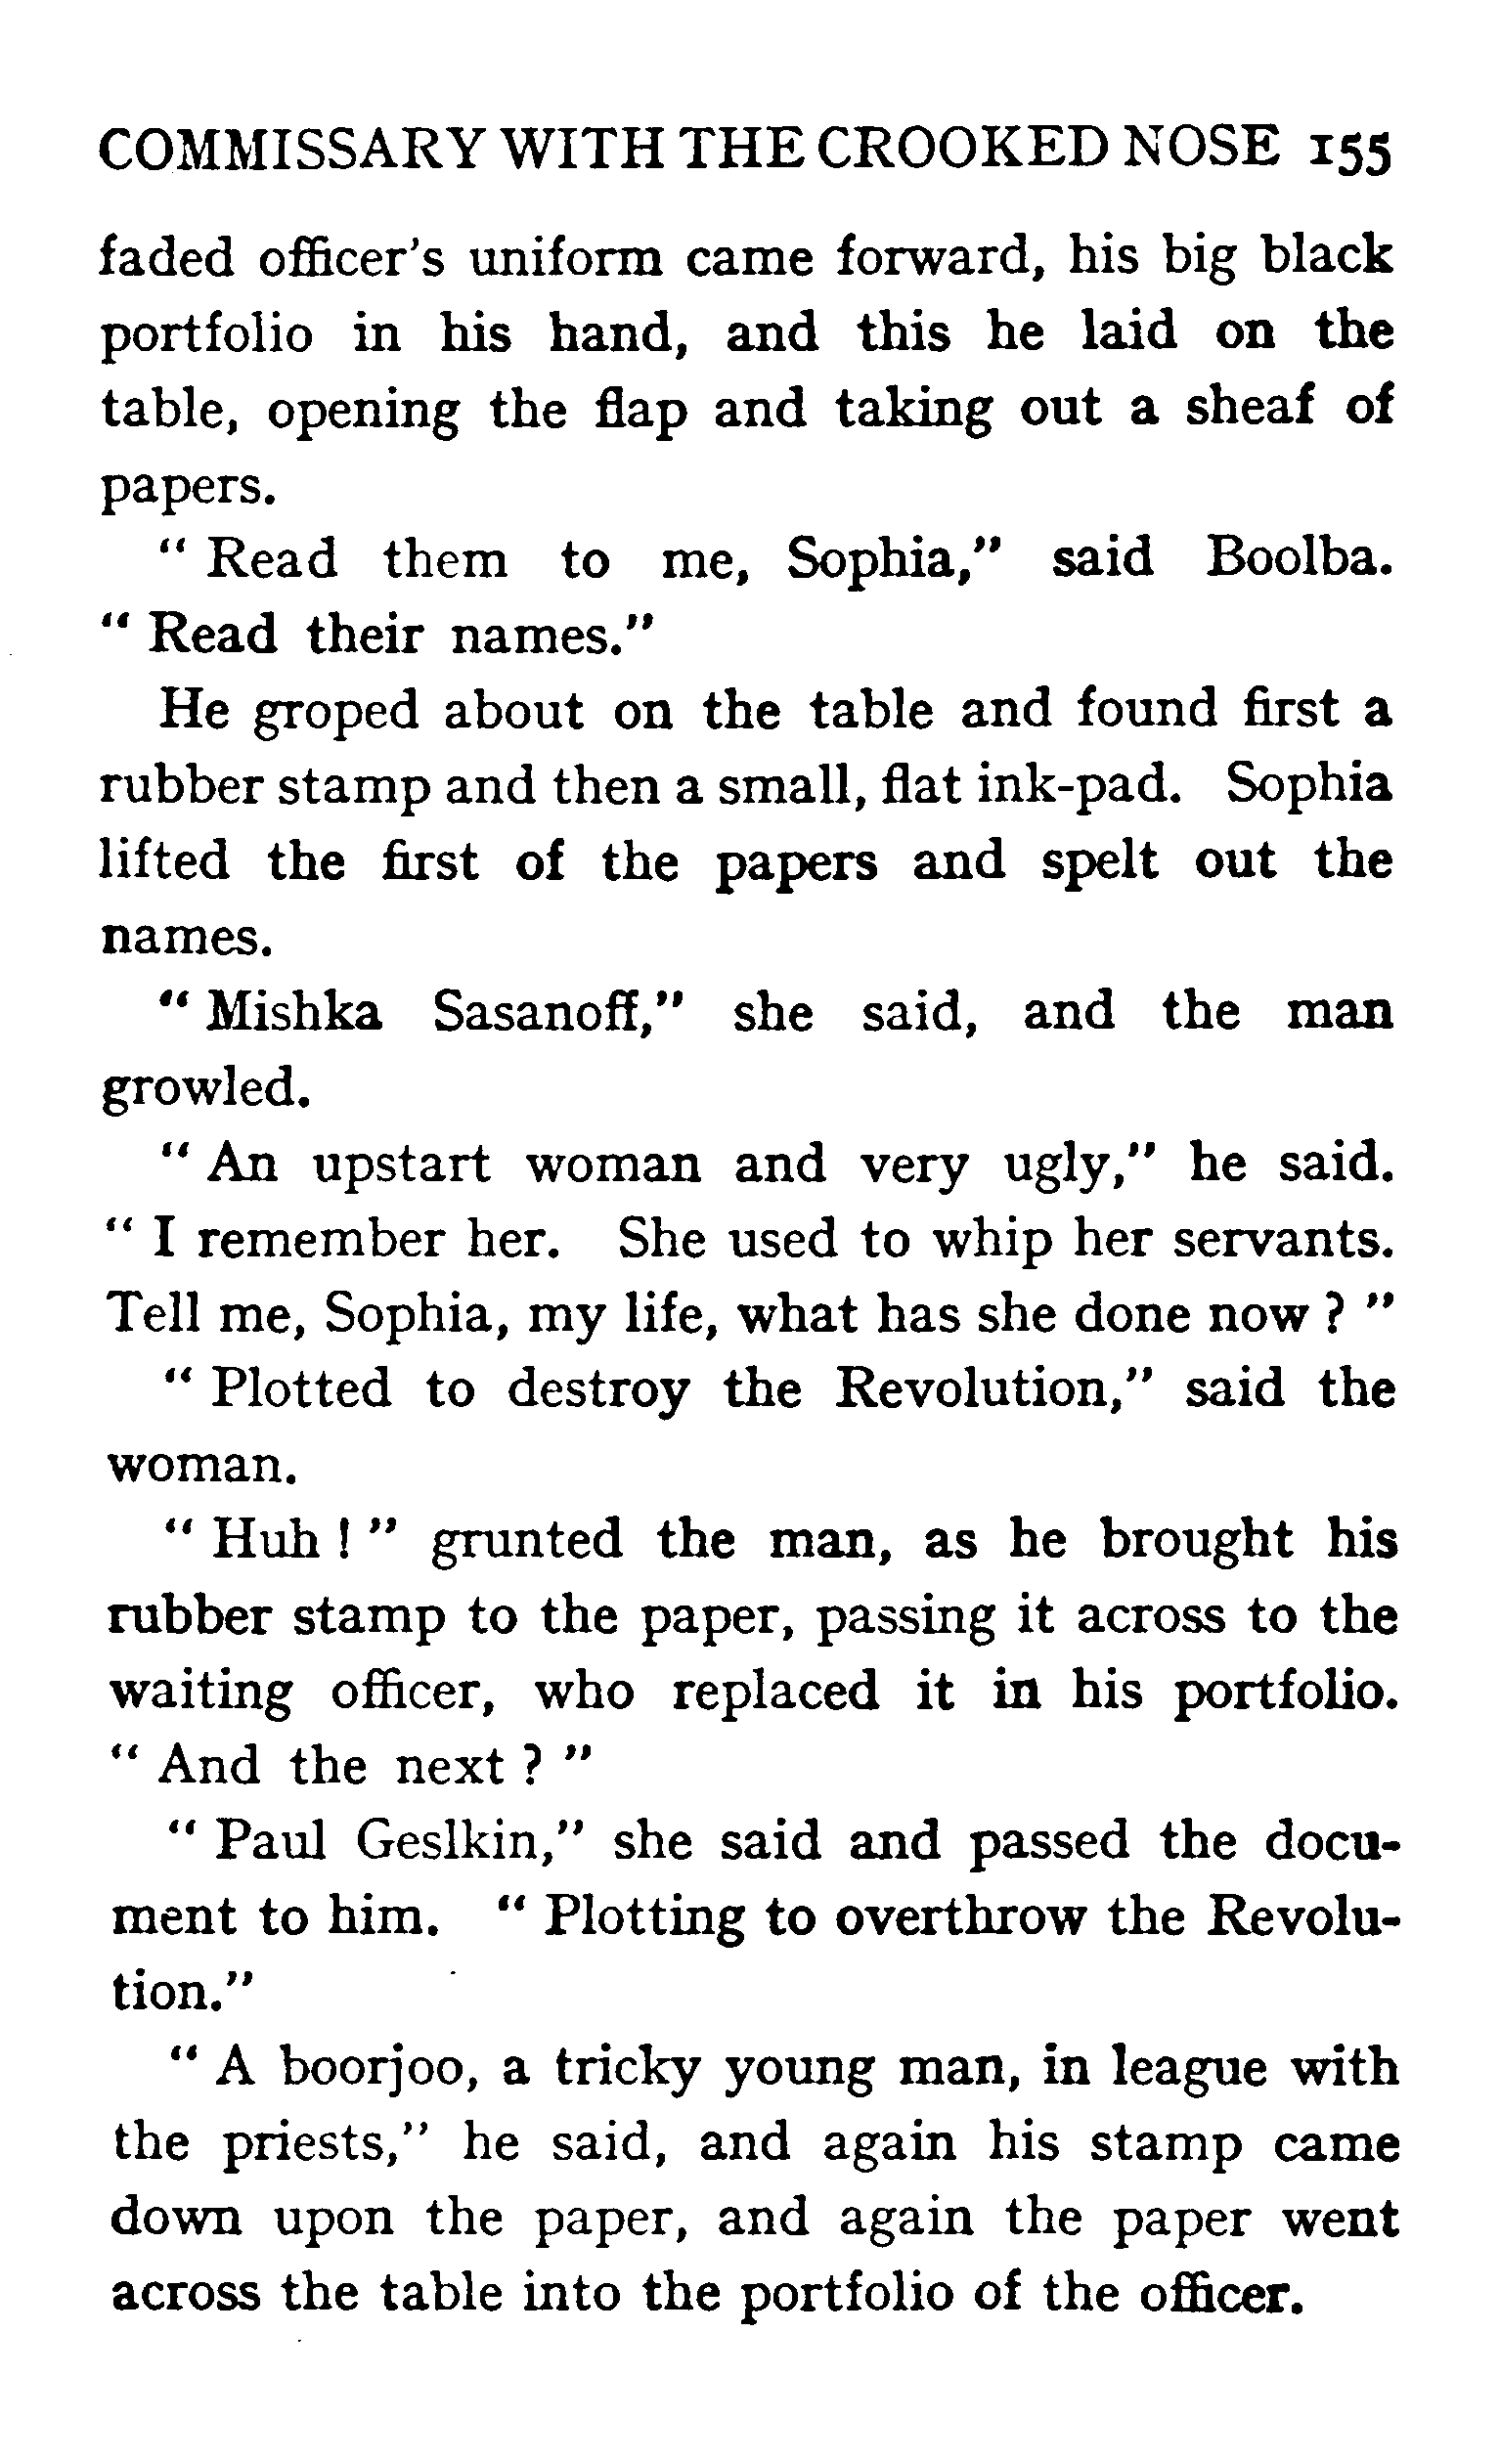 COMMISSARY WITH THE CROOKED NOSE 155
faded officer's uniform came forward, his big black
portfolio in his hand, and this he laid on the
table, opening the flap and taking out a sheaf of
papers.
" Read them to me, Sophia," said Boolba.
" Read their names."
He groped about on the table and found first a
rubber stamp and then a small, flat ink-pad. Sophia
lifted the first of the papers and spelt out the
names.
" Mishka Sasanoff," she said, and the man
growled.
" An upstart woman and very ugly," he said.
" I remember her. She used to whip her servants.
Tell me, Sophia, my life, what has she done now ? "
" Plotted to destroy the Revolution," said the
woman.
" Huh ! " grunted the man, as he brought his
rubber stamp to the paper, passing it across to the
waiting officer, who replaced it in his portfolio.
" And the next ? "
" Paul Geslkin," she said and passed the docu-
ment to him. " Plotting to overthrow the Revolu-
tion."
" A boorjoo, a tricky young man, in league with
the priests," he said, and again his stamp came
down upon the paper, and again the paper went
across the table into the portfolio of the officer.